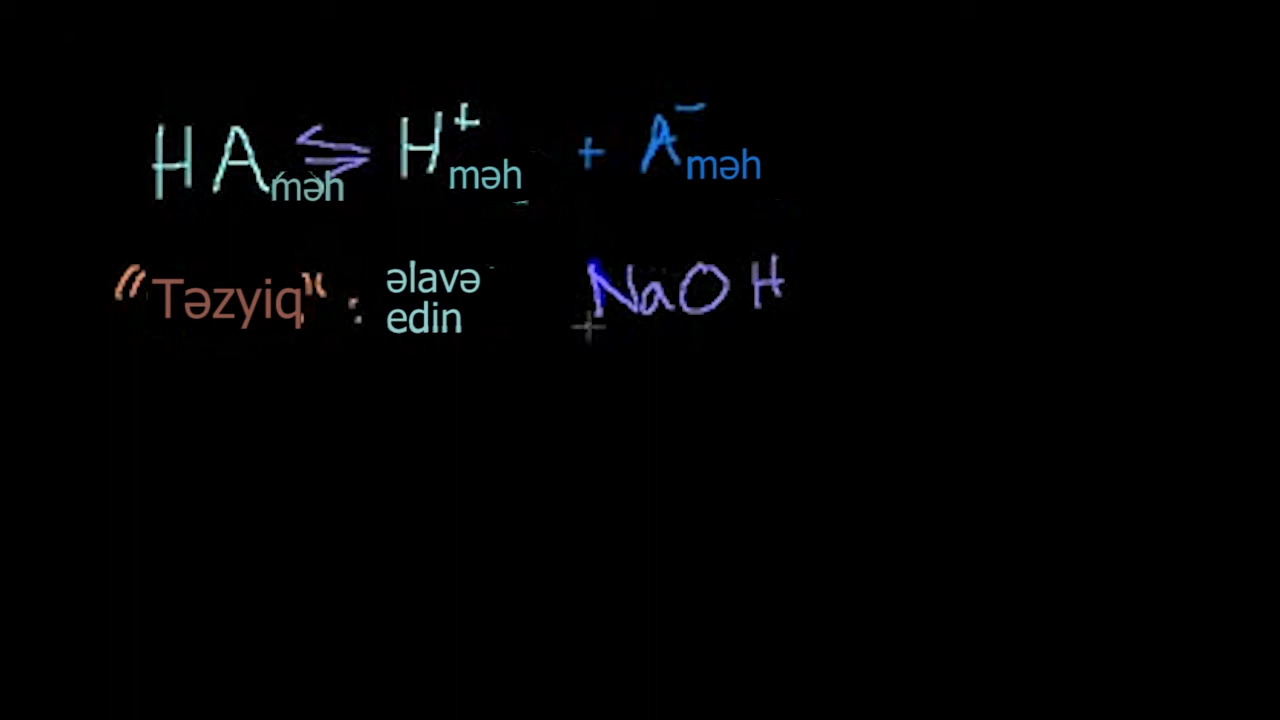 HA məh ⇌ H⁺ məh + A⁻ məh
"Təzyiq" : əlavə edin NaOH